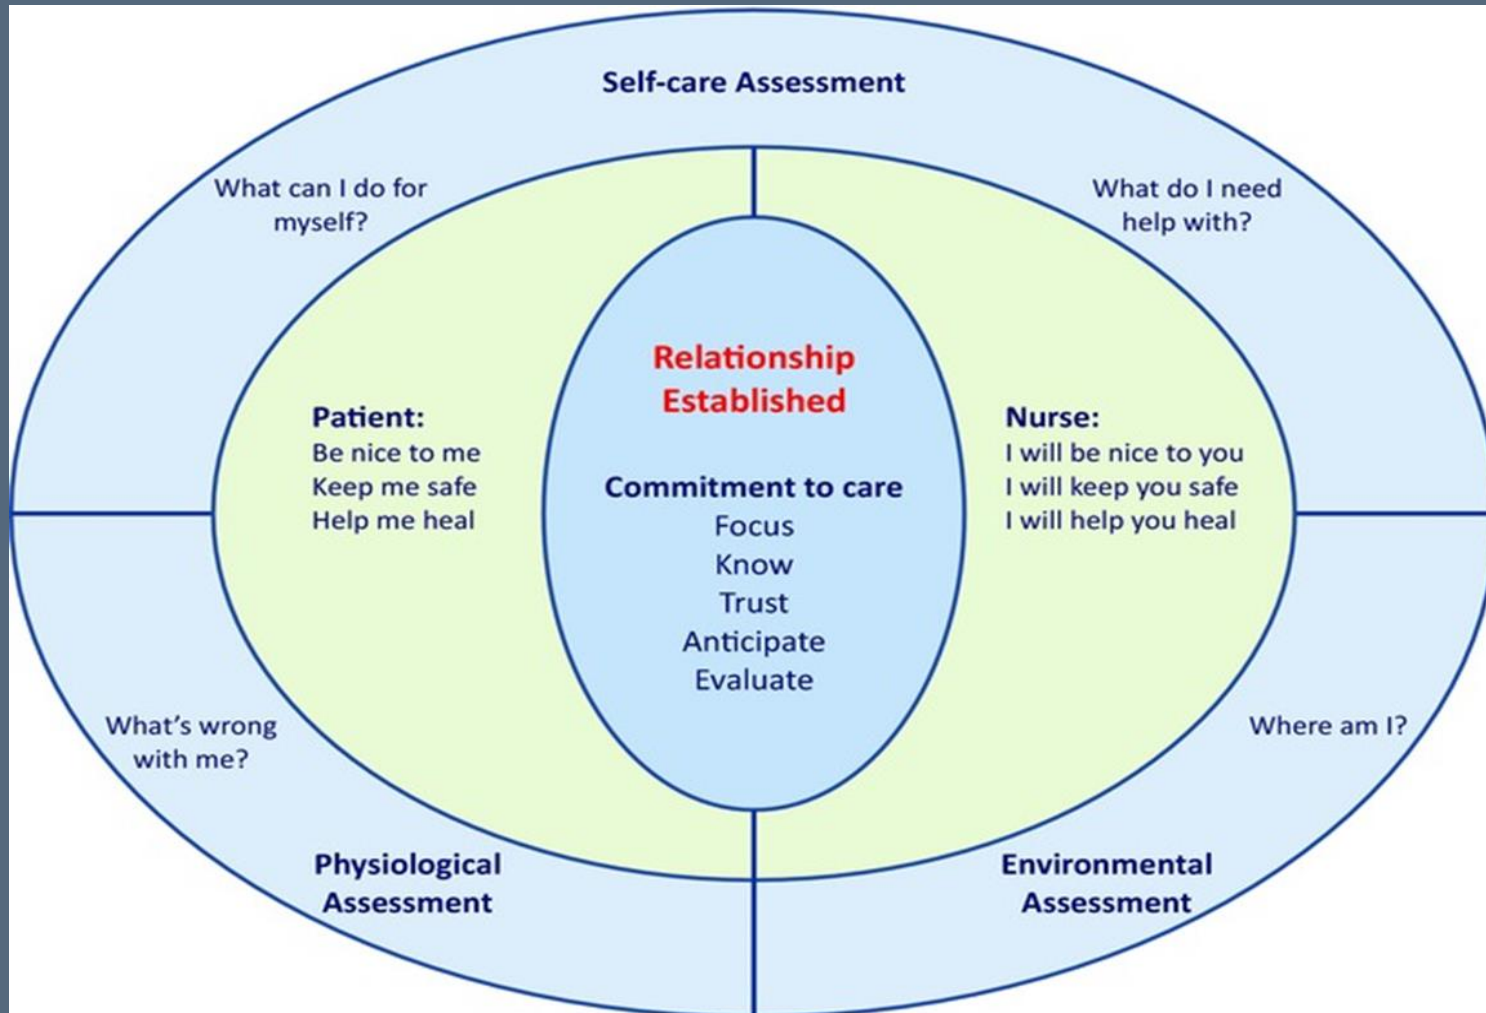 Self-care Assessment
What can I do for
myself?
What do I need
help with?
Relationship
Established
Patient:
Be nice to me
Keep me safe
Help me heal
Commitment to care
Focus
Know
Trust
Anticipate
Evaluate
Nurse:
I will be nice to you
I will keep you safe
I will help you heal
What’s wrong
with me?
Where am I?
Physiological
Assessment
Environmental
Assessment